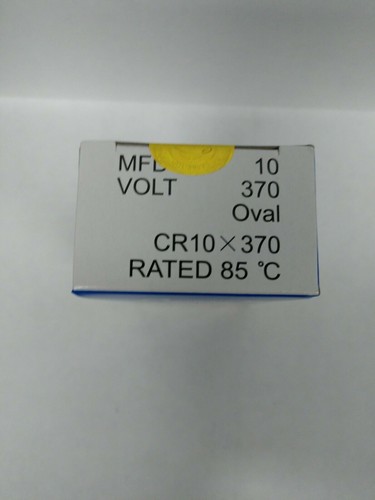 MFD 10
VOLT 370
Oval
CR10×370
RATED 85 ℃